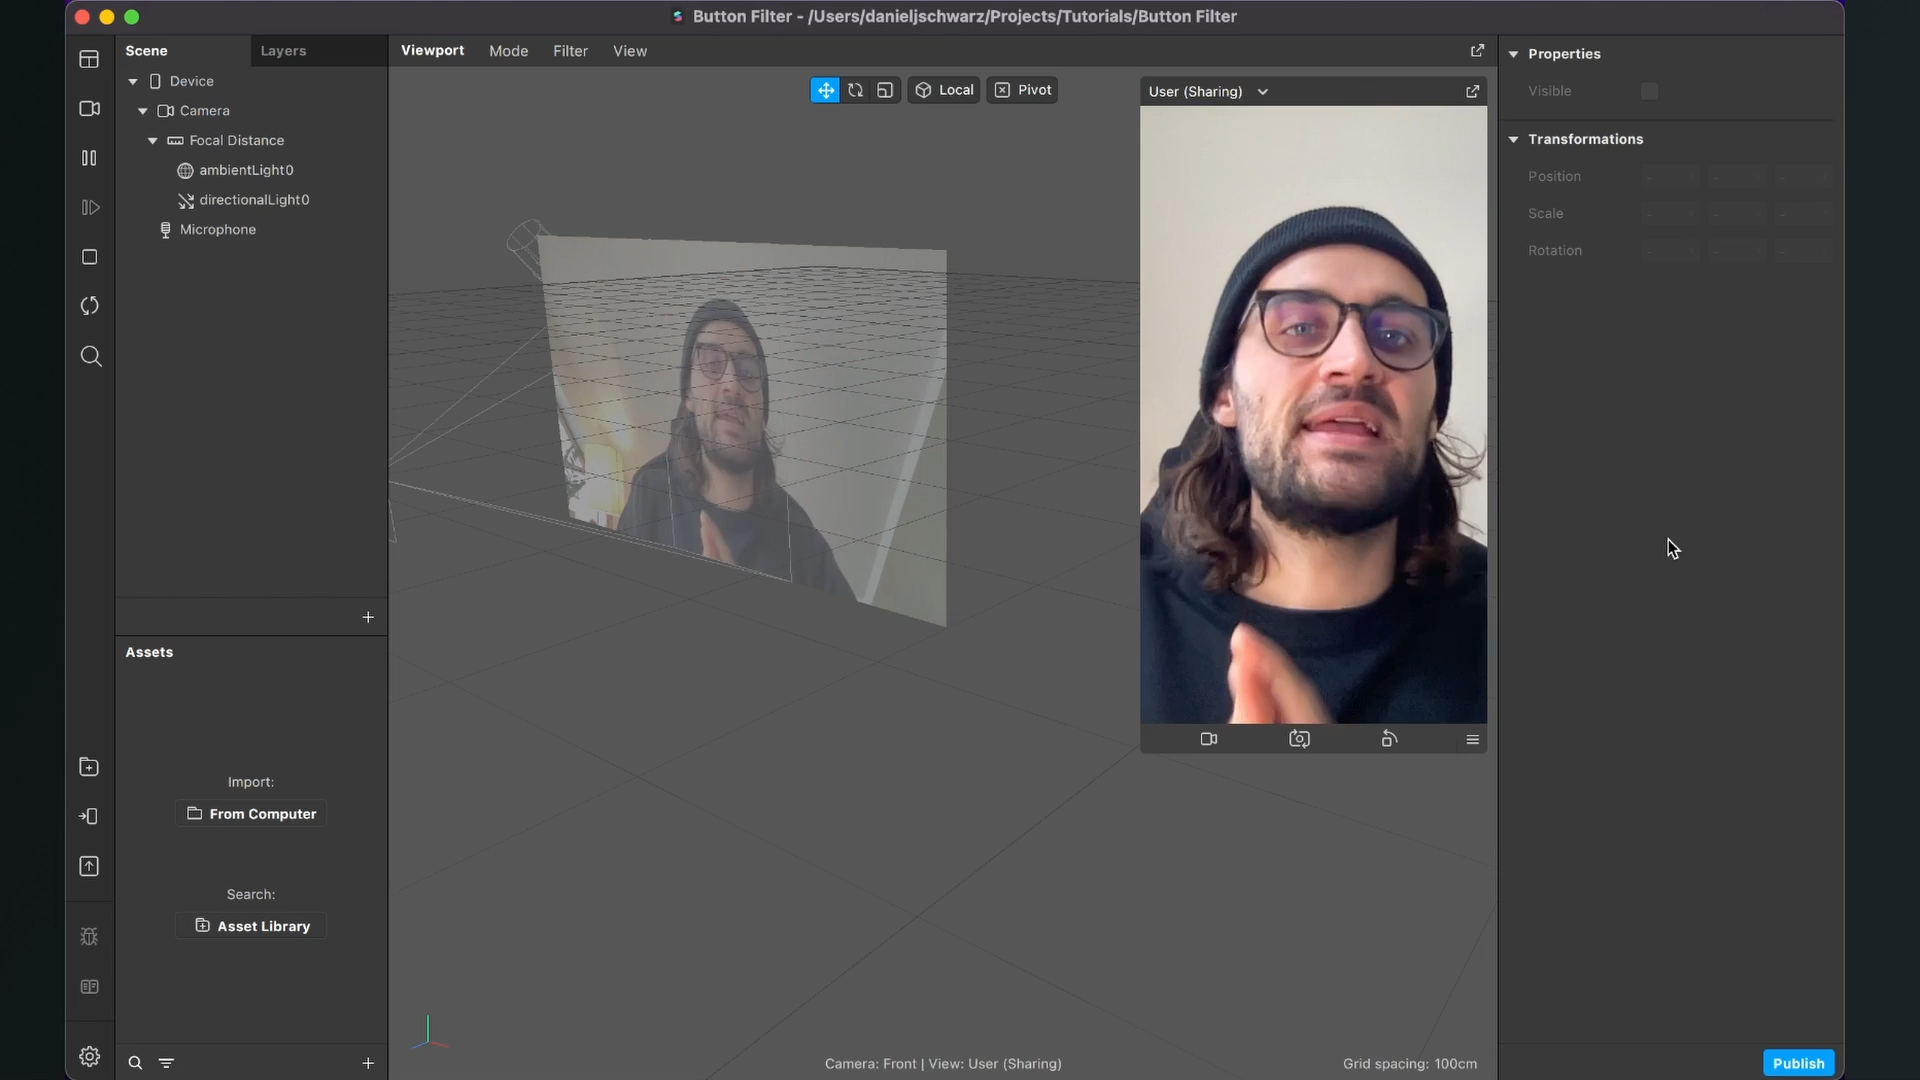 Button Filter - /Users/danieljschwarz/Projects/Tutorials/Button Filter
Scene
Layers
Viewport
Mode
Filter
View
Properties
Device
Camera
Focal Distance
ambientLight0
directionalLight0
Microphone
Local
Pivot
User (Sharing)
Visible
Transformations
Position
Scale
Rotation
Assets
Import:
From Computer
Search:
Asset Library
Camera: Front | View: User (Sharing)
Grid spacing: 100cm
Publish